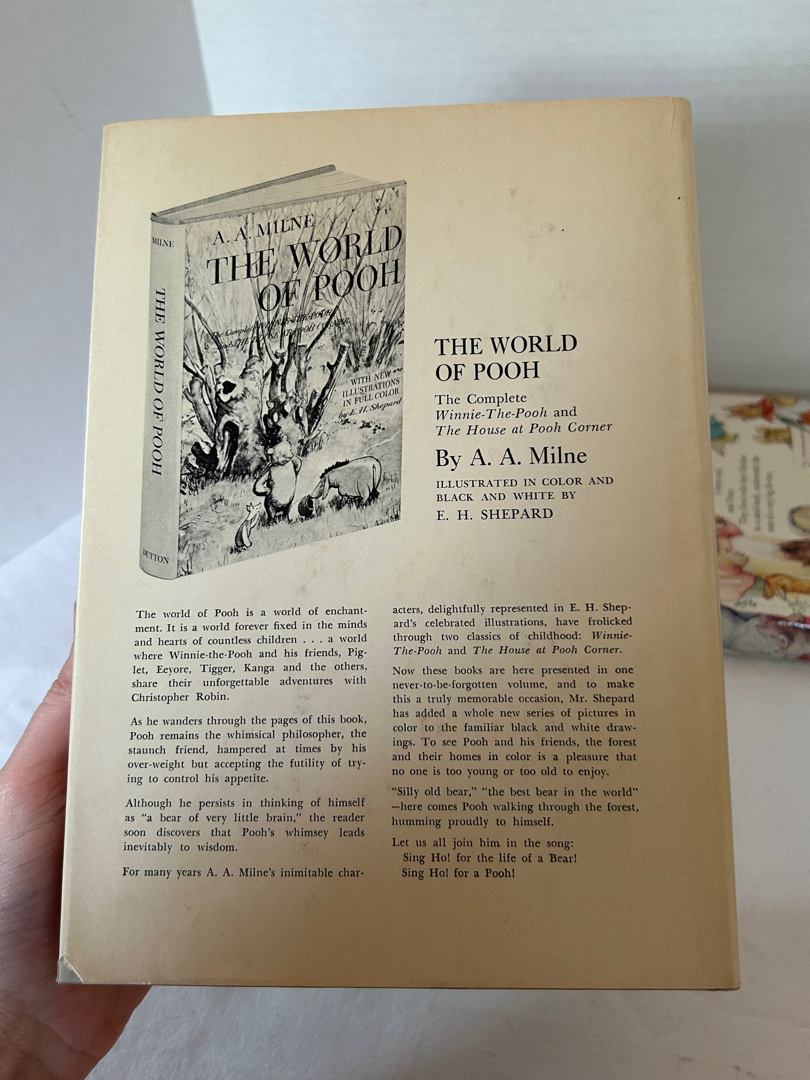 MILNE
THE WORLD OF POOH
DUTTON
A. A. MILNE
THE WORLD
OF POOH
WITH NEW
ILLUSTRATIONS
IN FULL COLOR
by E. H. Shepard
THE WORLD
OF POOH
The Complete
Winnie-The-Pooh and
The House at Pooh Corner
By A. A. Milne
ILLUSTRATED IN COLOR AND
BLACK AND WHITE BY
E. H. SHEPARD
The world of Pooh is a world of enchant-
ment. It is a world forever fixed in the minds
and hearts of countless children . . . a world
where Winnie-the-Pooh and his friends, Pig-
let, Eeyore, Tigger, Kanga and the others,
share their unforgettable adventures with
Christopher Robin.
As he wanders through the pages of this book,
Pooh remains the whimsical philosopher, the
staunch friend, hampered at times by his
over-weight but accepting the futility of try-
ing to control his appetite.
Although he persists in thinking of himself
as "a bear of very little brain," the reader
soon discovers that Pooh's whimsey leads
inevitably to wisdom.
For many years A. A. Milne's inimitable char-
acters, delightfully represented in E. H. Shep-
ard's celebrated illustrations, have frolicked
through two classics of childhood: Winnie-
The-Pooh and The House at Pooh Corner.
Now these books are here presented in one
never-to-be-forgotten volume, and to make
this a truly memorable occasion, Mr. Shepard
has added a whole new series of pictures in
color to the familiar black and white draw-
ings. To see Pooh and his friends, the forest
and their homes in color is a pleasure that
no one is too young or too old to enjoy.
"Silly old bear," "the best bear in the world"
—here comes Pooh walking through the forest,
humming proudly to himself.
Let us all join him in the song:
Sing Ho! for the life of a Bear!
Sing Ho! for a Pooh!